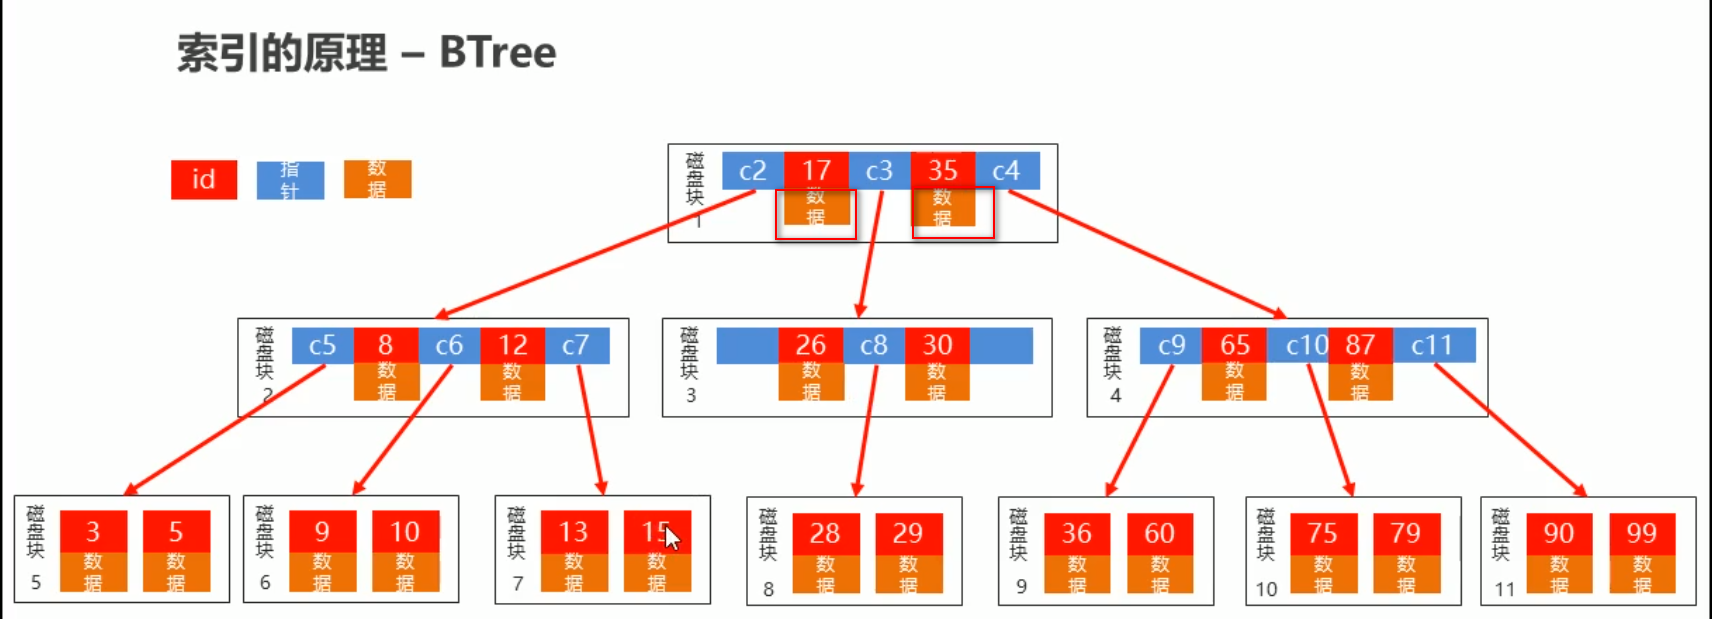 索引的原理 – BTree
id 指针 数据
磁盘块 1 c2 17 c3 35 c4
数据 数据
磁盘块 2 c5 8 c6 12 c7
数据 数据
磁盘块 3 26 c8 30
数据 数据
磁盘块 4 c9 65 c10 87 c11
数据 数据
磁盘块 5 3 5
数据 数据
磁盘块 6 9 10
数据 数据
磁盘块 7 13 15
数据 数据
磁盘块 8 28 29
数据 数据
磁盘块 9 36 60
数据 数据
磁盘块 10 75 79
数据 数据
磁盘块 11 90 99
数据 数据